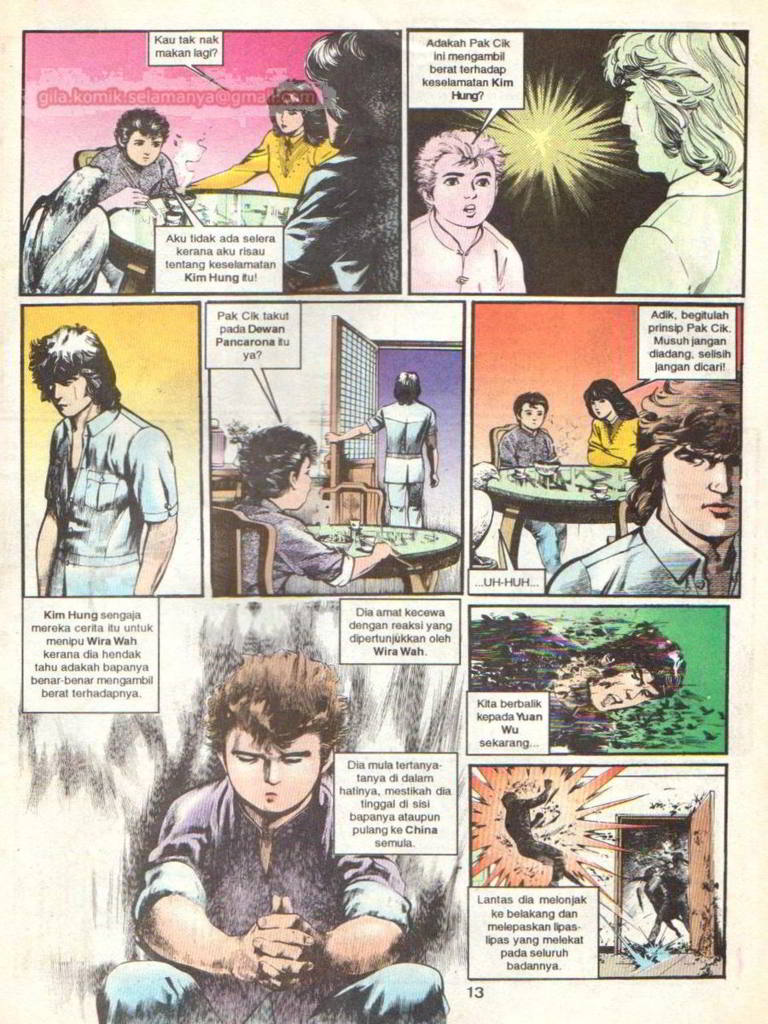 Kau tak nak
makan lagi?
gila.komik.selamanya@gmail.com
Aku tidak ada selera
kerana aku risau
tentang keselamatan
Kim Hung itu!
Adakah Pak Cik
ini mengambil
berat terhadap
keselamatan Kim
Hung?
Pak Cik takut
pada Dewan
Pancarona itu
ya?
Adik, begitulah
prinsip Pak Cik.
Musuh jangan
diadang, selisih
jangan dicari!
...UH-HUH...
Kim Hung sengaja
mereka cerita itu untuk
menipu Wira Wah
kerana dia hendak
tahu adakah bapanya
benar-benar mengambil
berat terhadapnya.
Dia amat kecewa
dengan reaksi yang
dipertunjukkan oleh
Wira Wah.
Dia mula tertanya-
tanya di dalam
hatinya, mestikah dia
tinggal di sisi
bapanya ataupun
pulang ke China
semula.
Kita berbalik
kepada Yuan
Wu
sekarang...
Lantas dia melonjak
ke belakang dan
melepaskan lipas-
lipas yang melekat
pada seluruh
badannya.
13